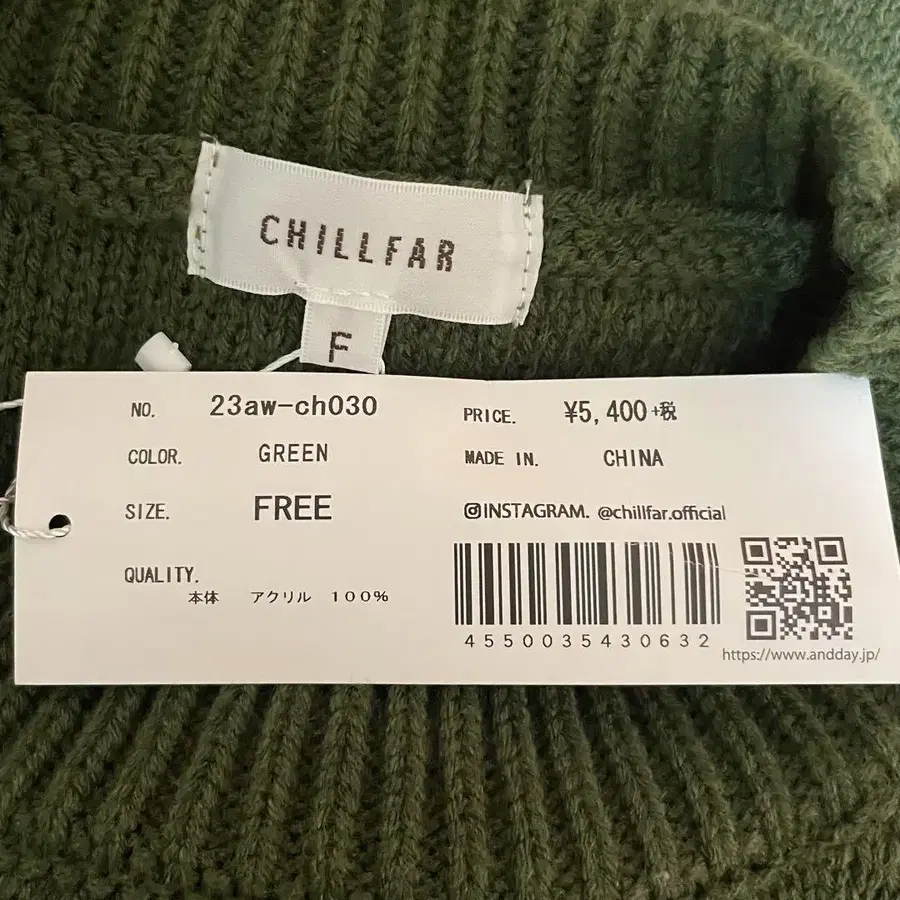 CHILLFAR
F
NO. 23aw-ch030
COLOR. GREEN
SIZE. FREE
QUALITY.
本体 アクリル 100%
PRICE. ¥5,400+税
MADE IN. CHINA
INSTAGRAM. @chillfar.official
4550035430632
https://www.andday.jp/